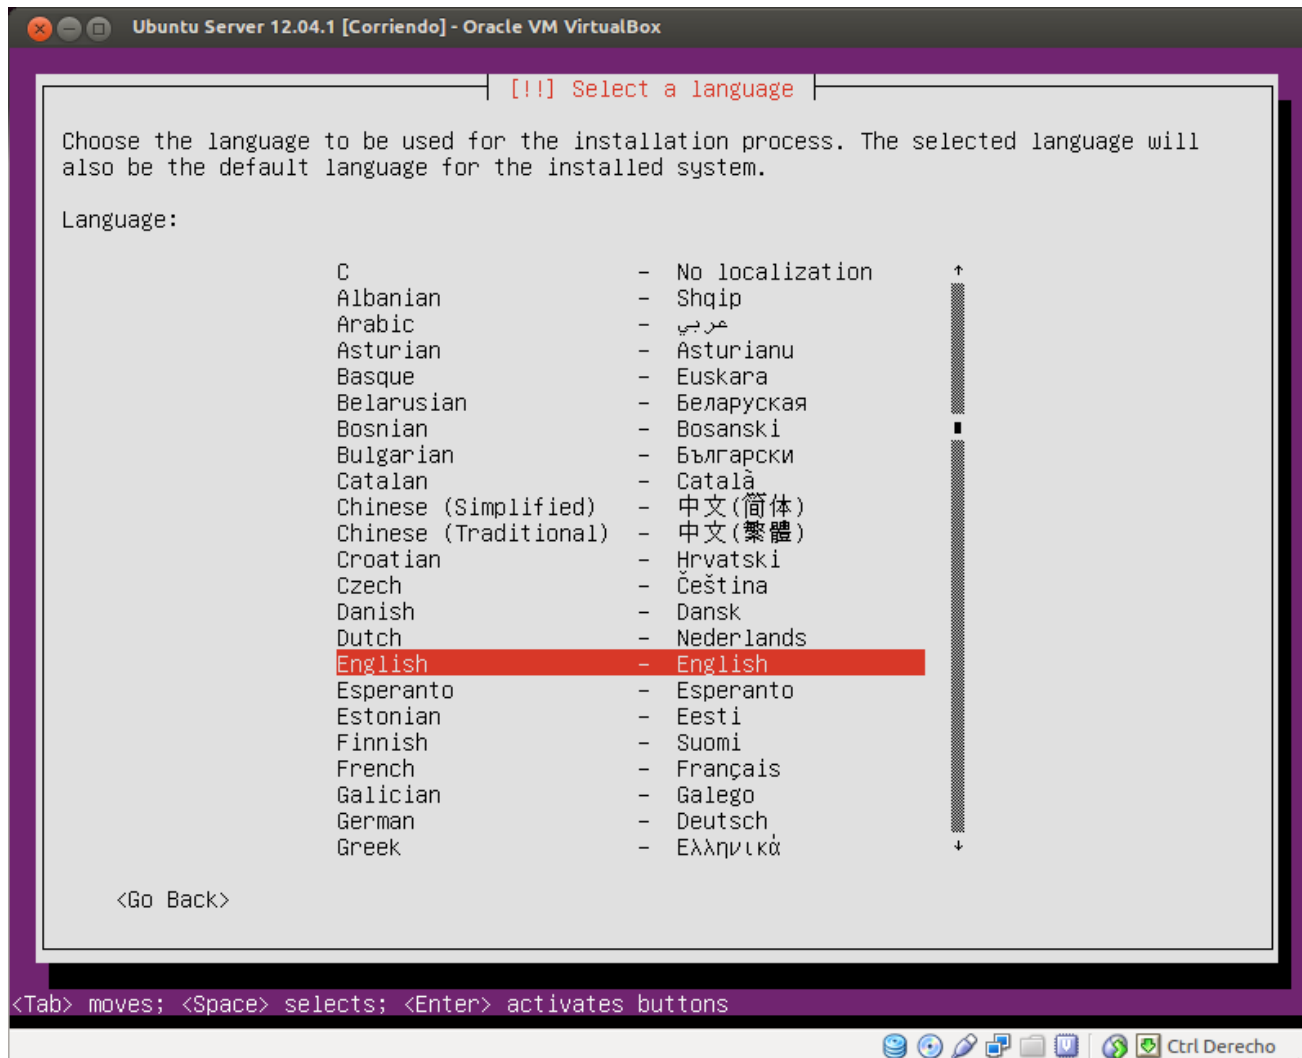 Ubuntu Server 12.04.1 [Corriendo] - Oracle VM VirtualBox
[!!] Select a language
Choose the language to be used for the installation process. The selected language will
also be the default language for the installed system.
Language:
C - No localization
Albanian - Shqip
Arabic - عربي
Asturian - Asturianu
Basque - Euskara
Belarusian - Беларуская
Bosnian - Bosanski
Bulgarian - Български
Catalan - Català
Chinese (Simplified) - 中文(简体)
Chinese (Traditional) - 中文(繁體)
Croatian - Hrvatski
Czech - Čeština
Danish - Dansk
Dutch - Nederlands
English - English
Esperanto - Esperanto
Estonian - Eesti
Finnish - Suomi
French - Français
Galician - Galego
German - Deutsch
Greek - Ελληνικά
<Go Back>
<Tab> moves; <Space> selects; <Enter> activates buttons
Ctrl Derecho